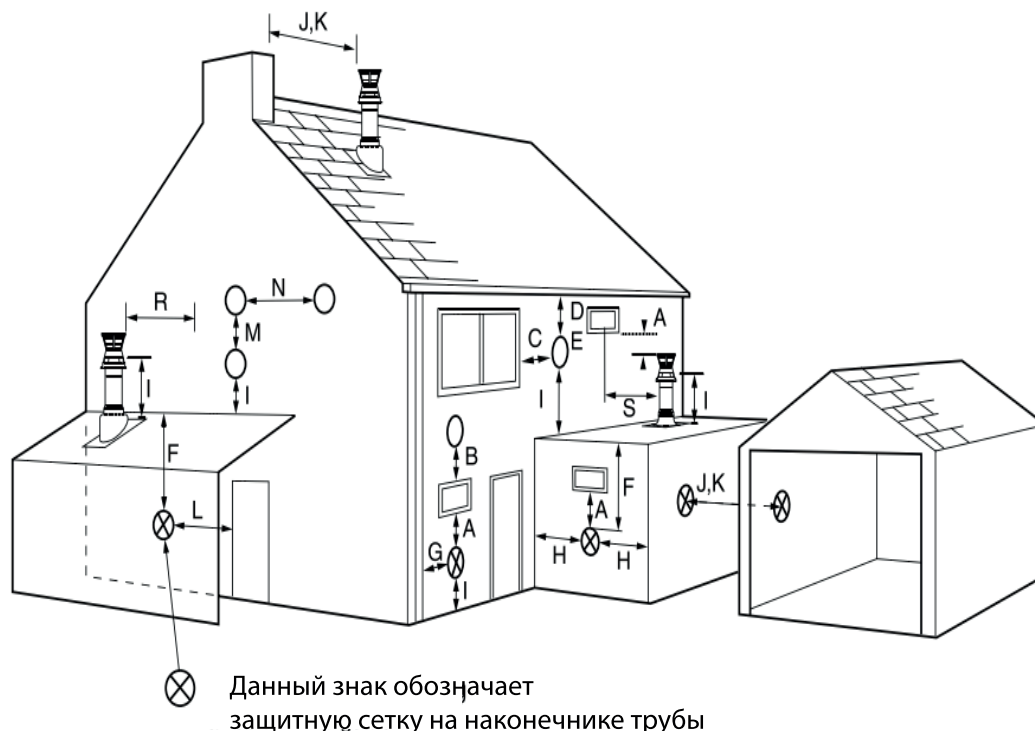 J,K
R
N
M
I
I
F
L
D
E
C
A
I
S
I
B
A
G
I
A
F
H
H
J,K
Данный знак обозначает
защитную сетку на наконечнике трубы